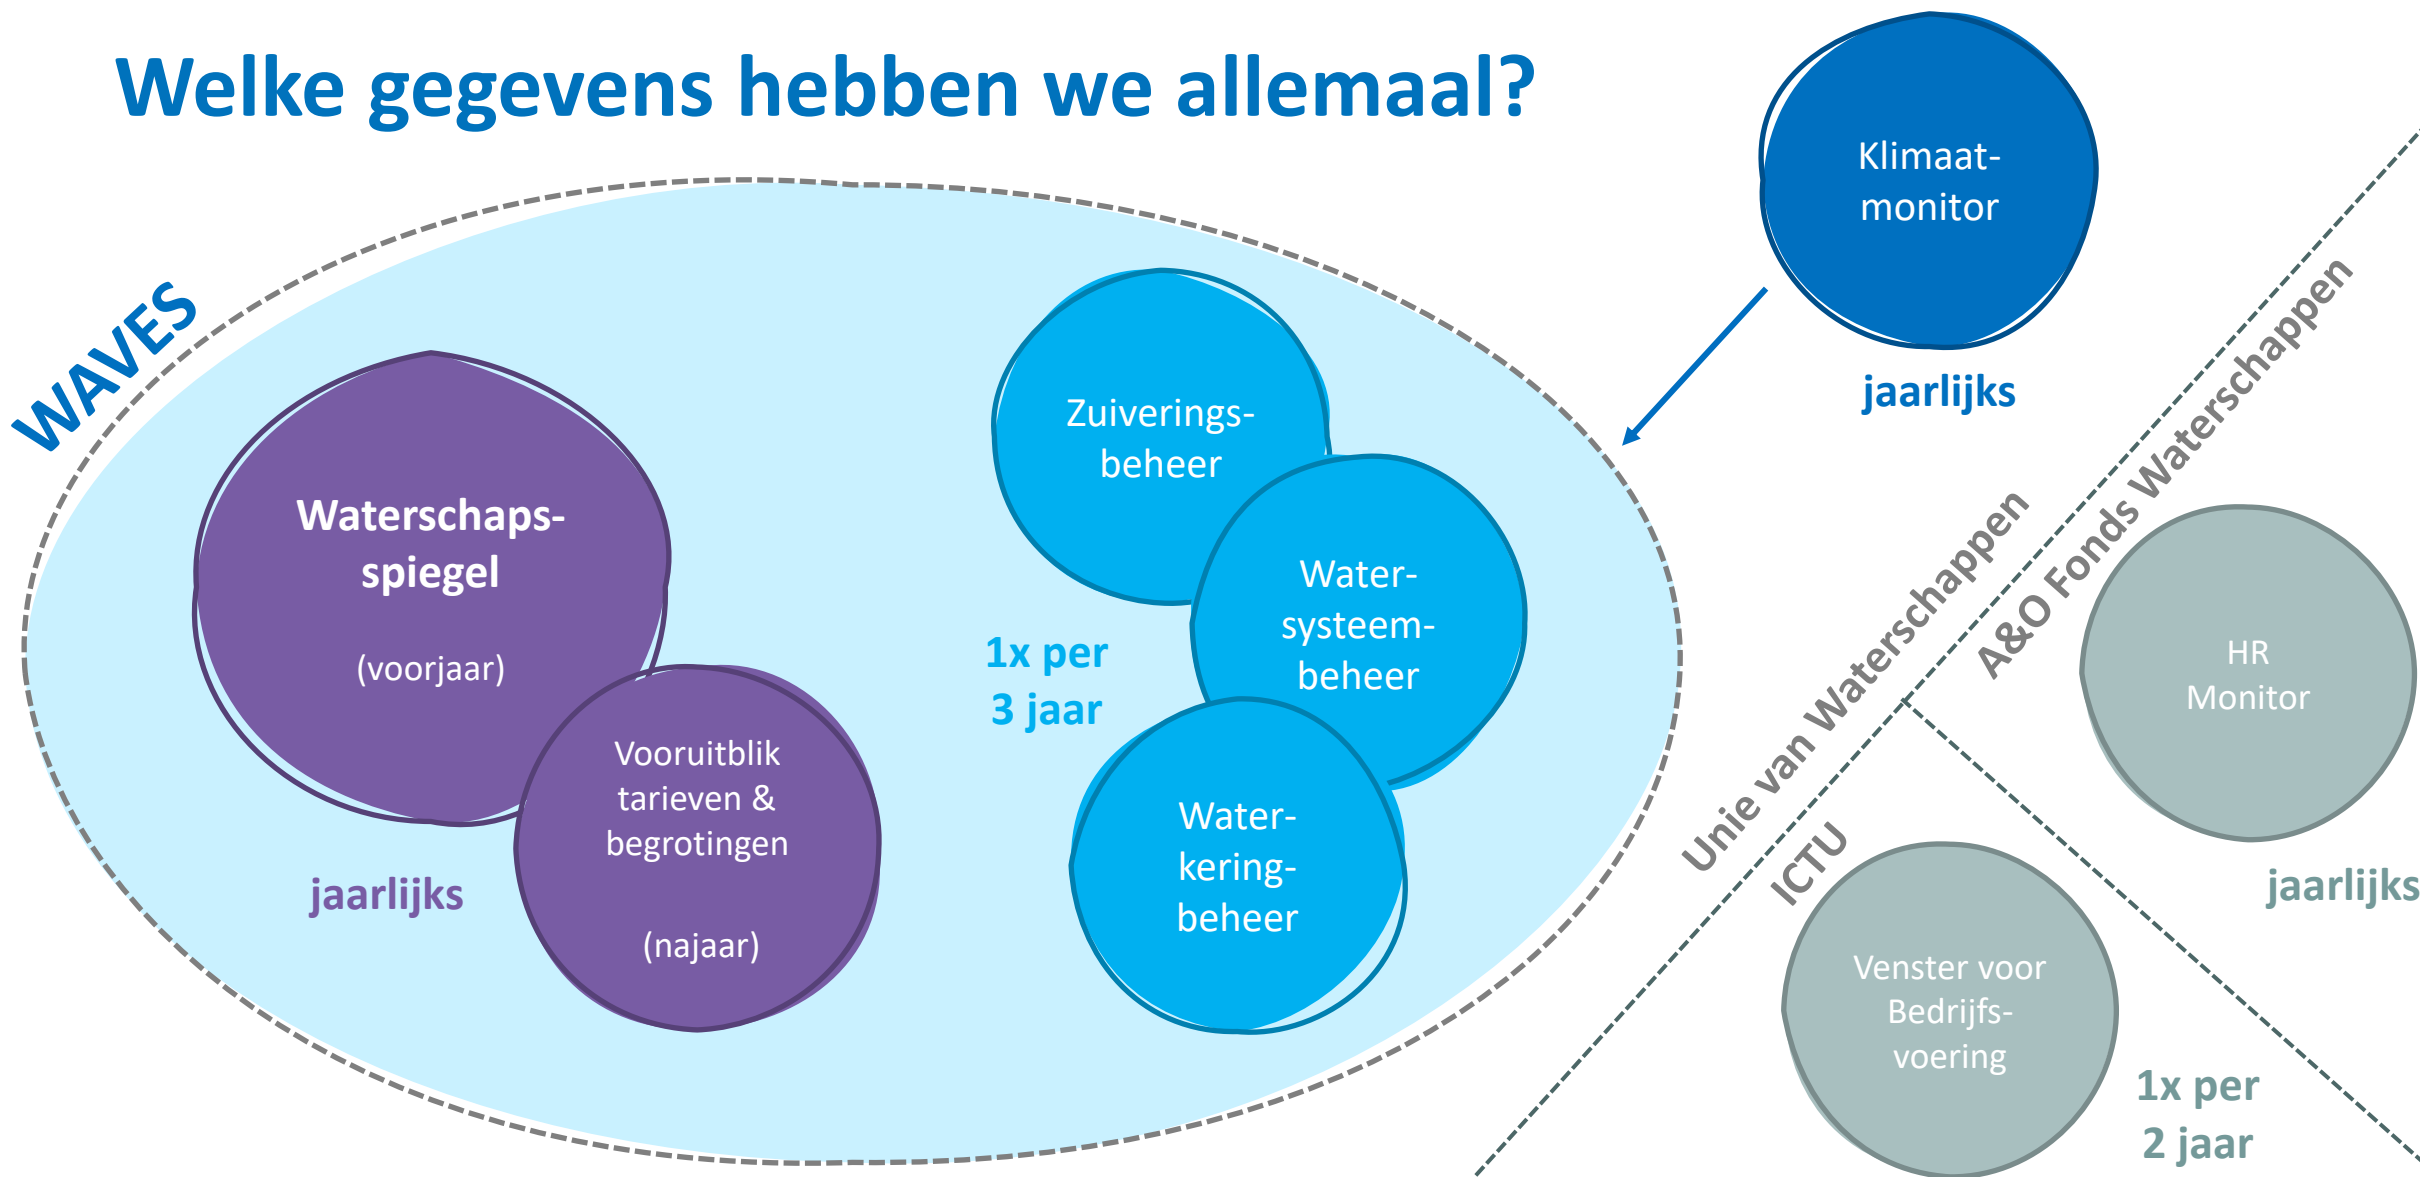 Welke gegevens hebben we allemaal?
WAVES
Waterschaps-
spiegel
(voorjaar)
Vooruitblik
tarieven &
begrotingen
(najaar)
jaarlijks
Zuiverings-
beheer
Water-
systeem-
beheer
Water-
kering-
beheer
1x per
3 jaar
Klimaat-
monitor
jaarlijks
Unie van Waterschappen
A&O Fonds Waterschappen
HR
Monitor
jaarlijks
ICTU
Venster voor
Bedrijfs-
voering
1x per
2 jaar